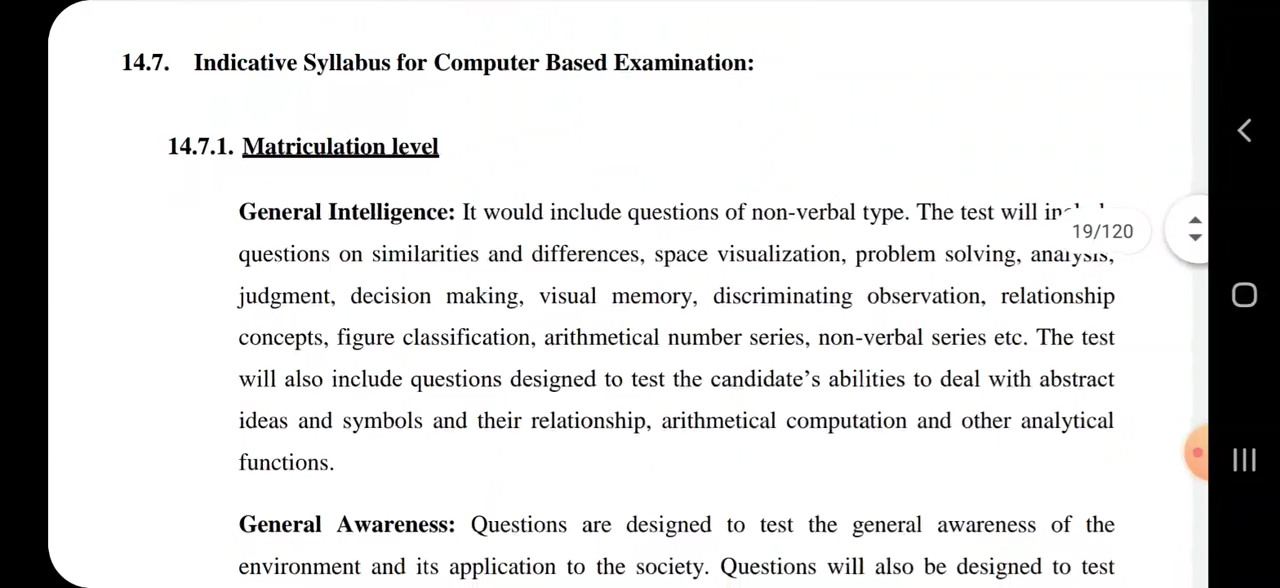 14.7. Indicative Syllabus for Computer Based Examination:
14.7.1. Matriculation level
General Intelligence: It would include questions of non-verbal type. The test will
19/120
questions on similarities and differences, space visualization, problem solving, analysis,
judgment, decision making, visual memory, discriminating observation, relationship
concepts, figure classification, arithmetical number series, non-verbal series etc. The test
will also include questions designed to test the candidate's abilities to deal with abstract
ideas and symbols and their relationship, arithmetical computation and other analytical
functions.
General Awareness: Questions are designed to test the general awareness of the
environment and its application to the society. Questions will also be designed to test